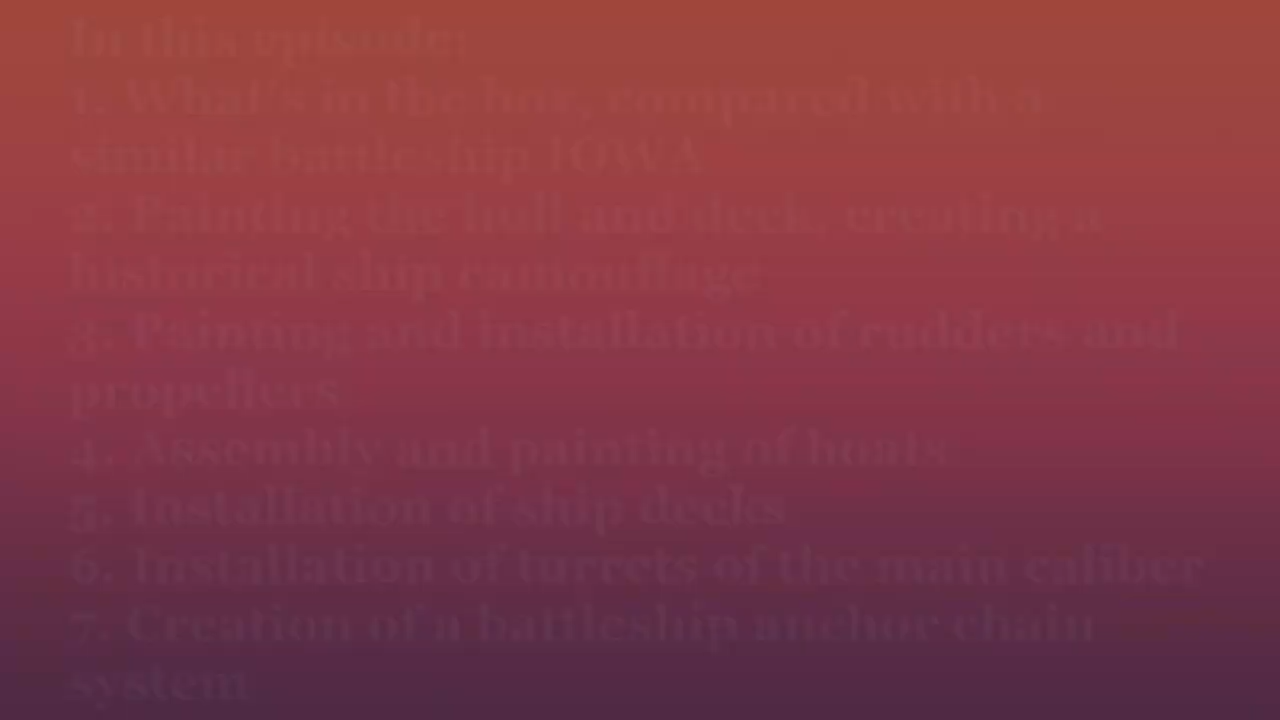 In this episode:
1. What's in the box, compared with a
similar battleship IOWA
2. Painting the hull and deck, creating a
historical ship camouflage
3. Painting and installation of rudders and
propellers
4. Assembly and painting of boats
5. Installation of ship decks
6. Installation of turrets of the main caliber
7. Creation of a battleship anchor chain
system